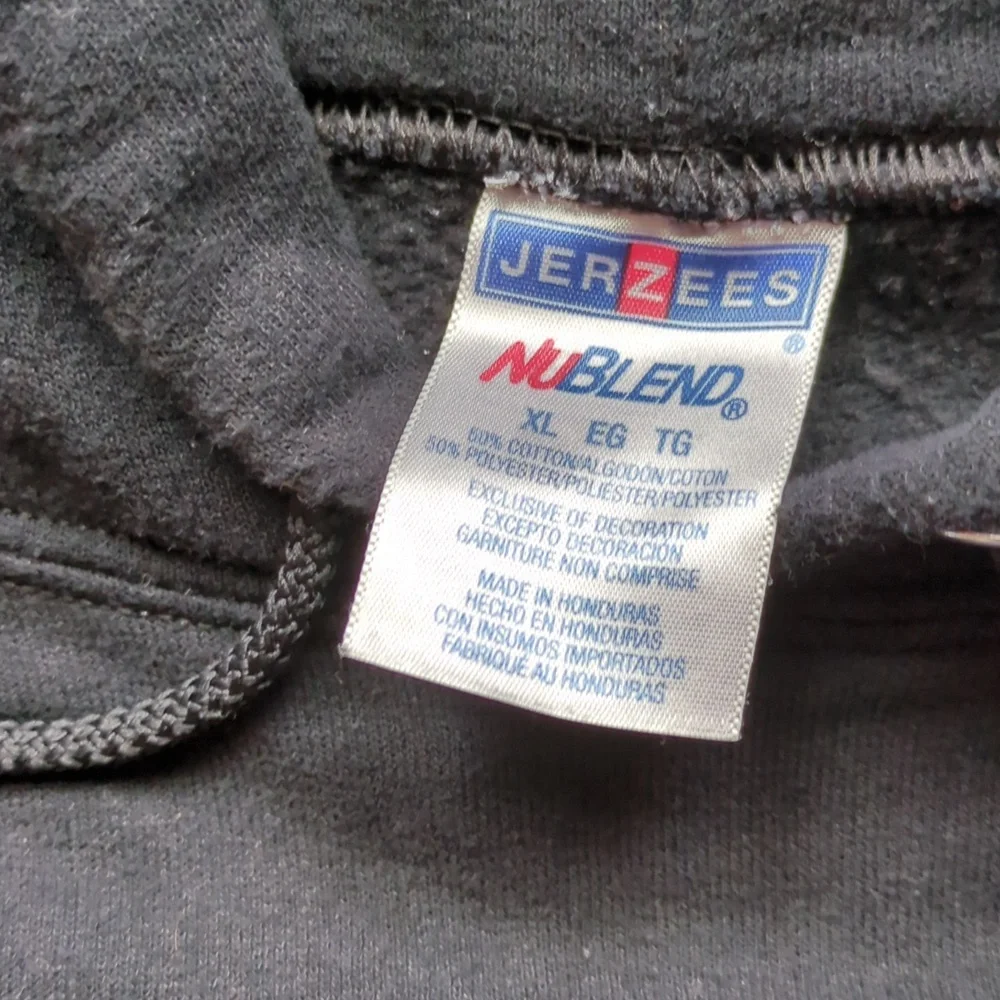 JERZEES
®
NUBLEND®
XL EG TG
50% COTTON/ALGODON/COTON
50% POLYESTER/POLIESTER/POLYESTER
EXCLUSIVE OF DECORATION
EXCEPTO DECORACION
GARNITURE NON COMPRISE
MADE IN HONDURAS
HECHO EN HONDURAS
CON INSUMOS IMPORTADOS
FABRIQUÉ AU HONDURAS